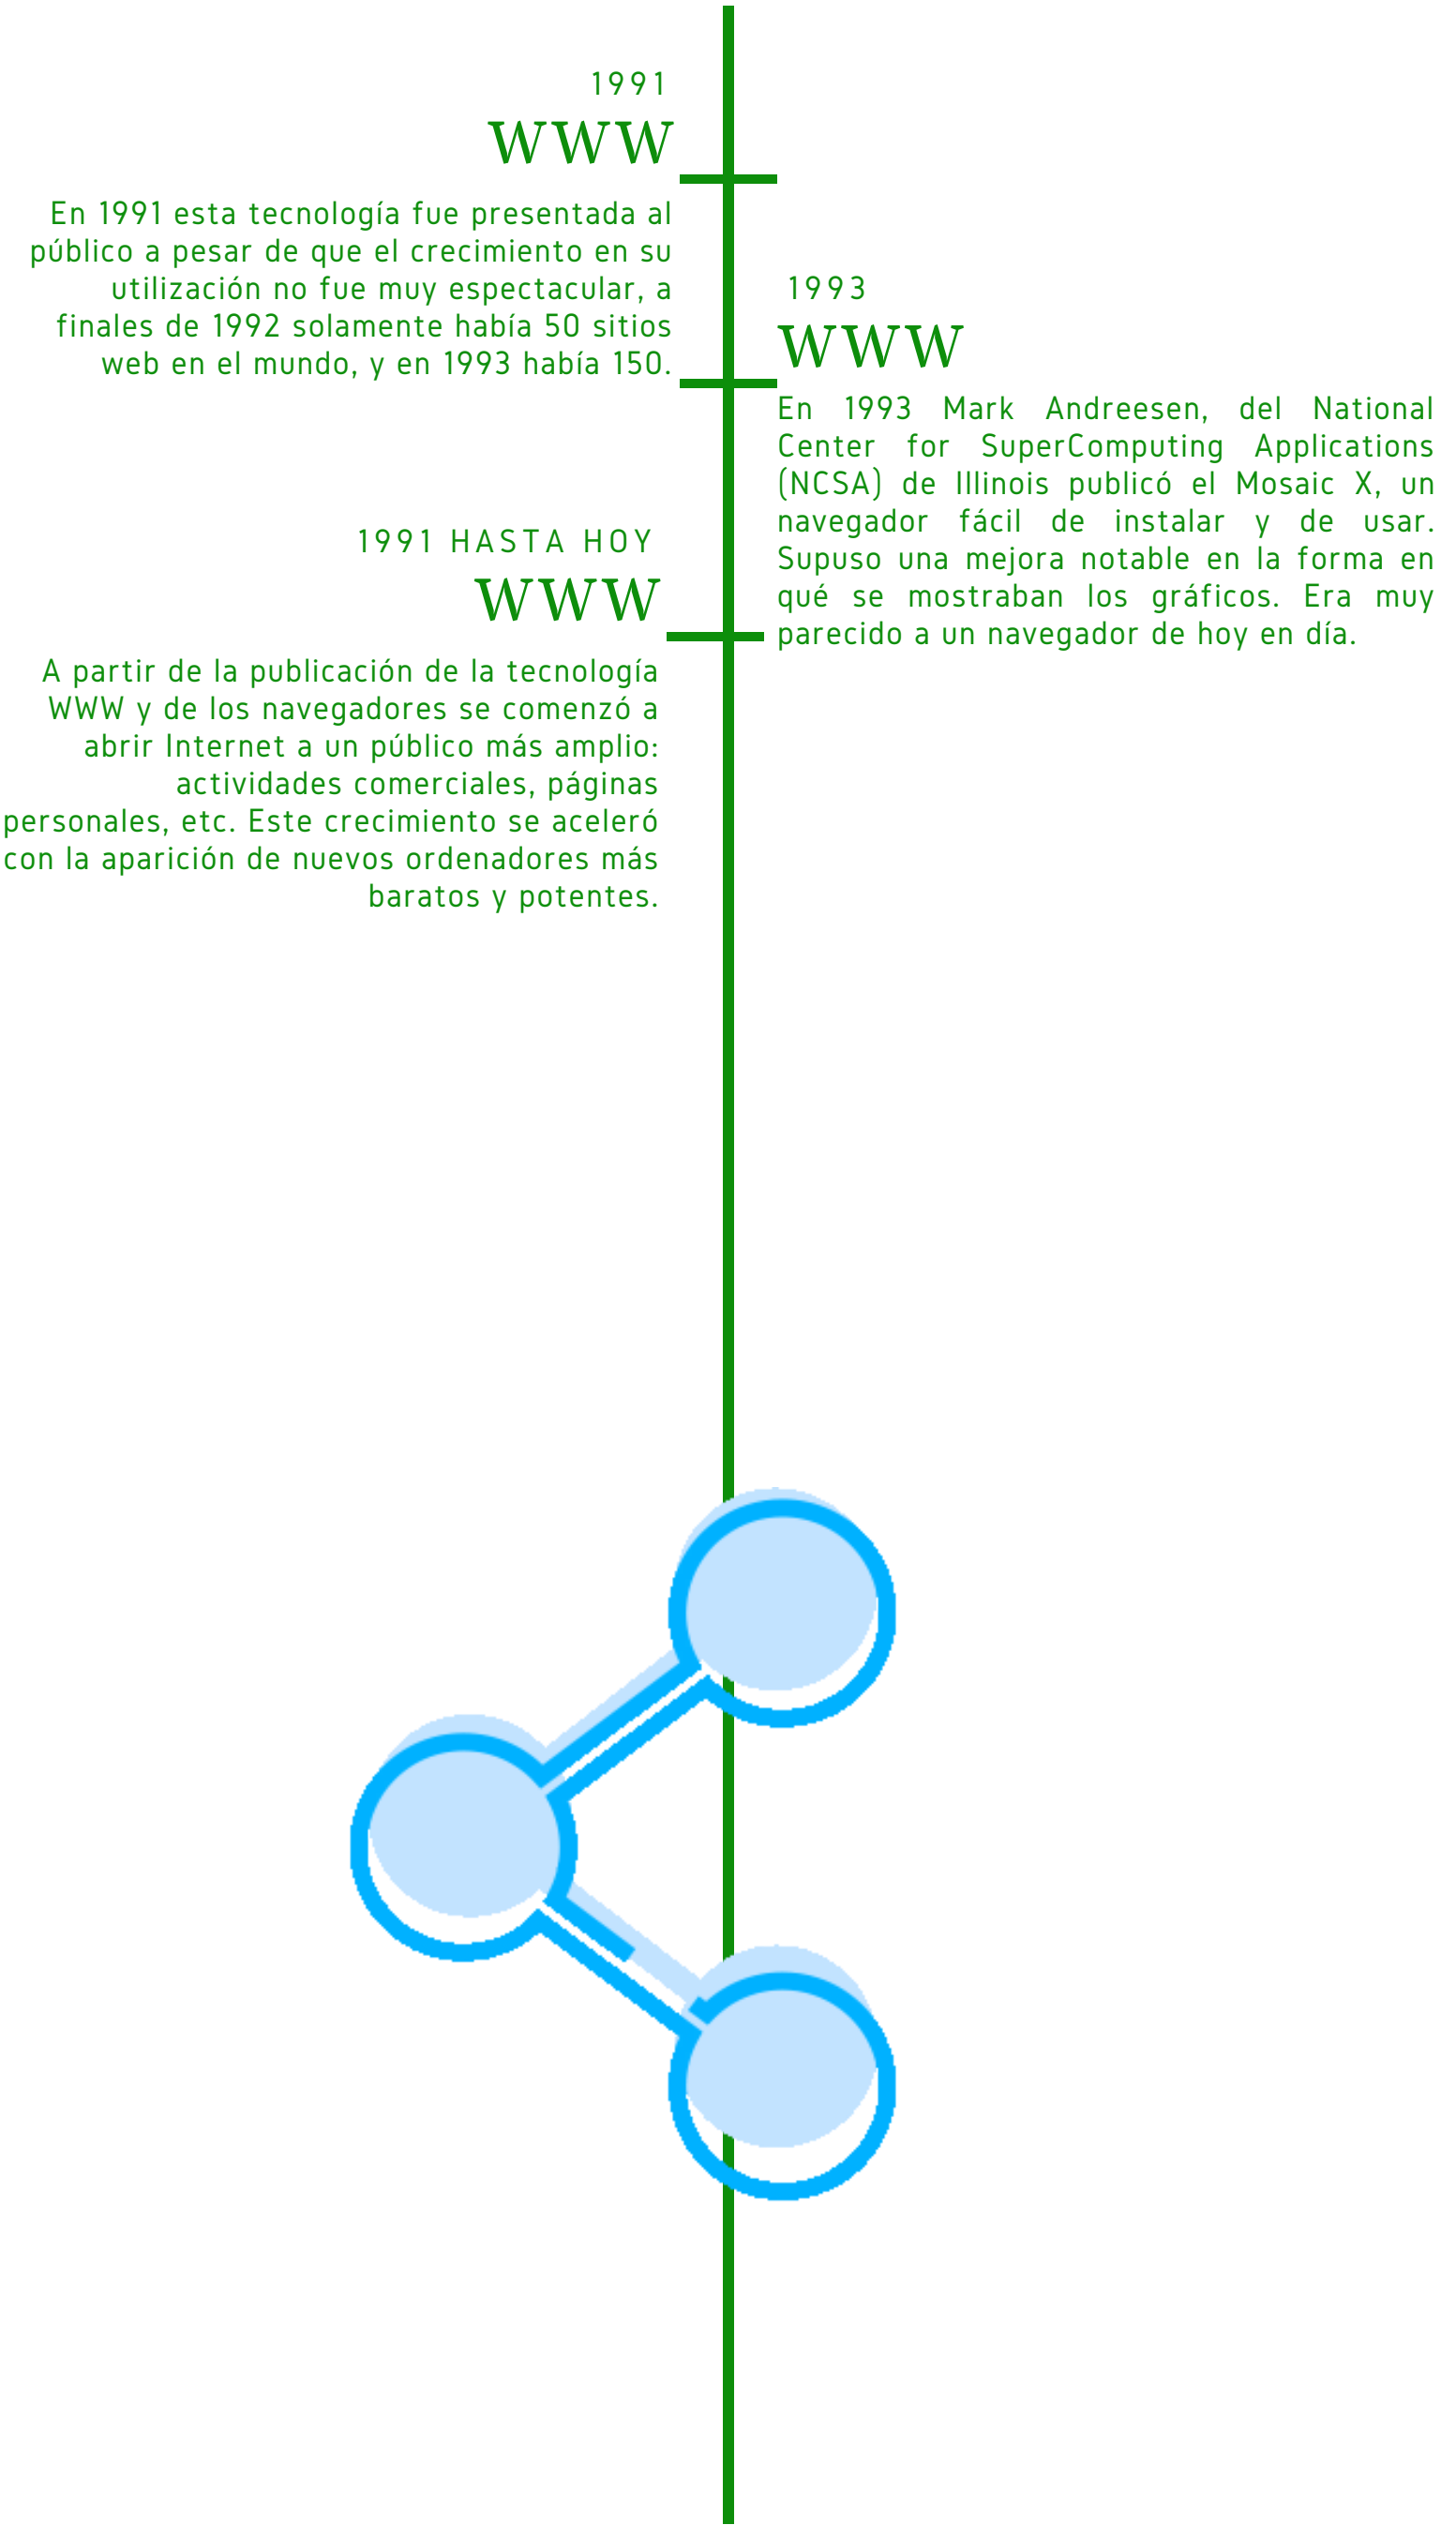 1991
WWW
En 1991 esta tecnología fue presentada al
público a pesar de que el crecimiento en su
utilización no fue muy espectacular, a
finales de 1992 solamente había 50 sitios
web en el mundo, y en 1993 había 150.
1993
WWW
En 1993 Mark Andreesen, del National
Center for SuperComputing Applications
(NCSA) de Illinois publicó el Mosaic X, un
navegador fácil de instalar y de usar.
Supuso una mejora notable en la forma en
qué se mostraban los gráficos. Era muy
parecido a un navegador de hoy en día.
1991 HASTA HOY
WWW
A partir de la publicación de la tecnología
WWW y de los navegadores se comenzó a
abrir Internet a un público más amplio:
actividades comerciales, páginas
personales, etc. Este crecimiento se aceleró
con la aparición de nuevos ordenadores más
baratos y potentes.